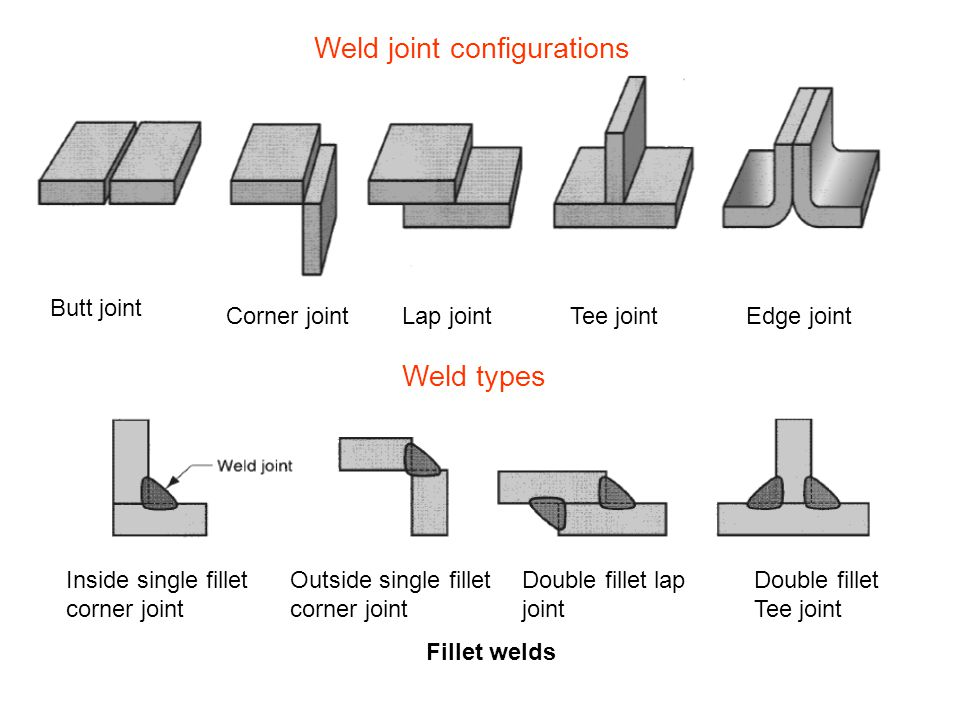 Weld joint configurations
Butt joint
Corner joint
Lap joint
Tee joint
Edge joint
Weld types
Weld joint
Inside single fillet
corner joint
Outside single fillet
corner joint
Double fillet lap
joint
Double fillet
Tee joint
Fillet welds